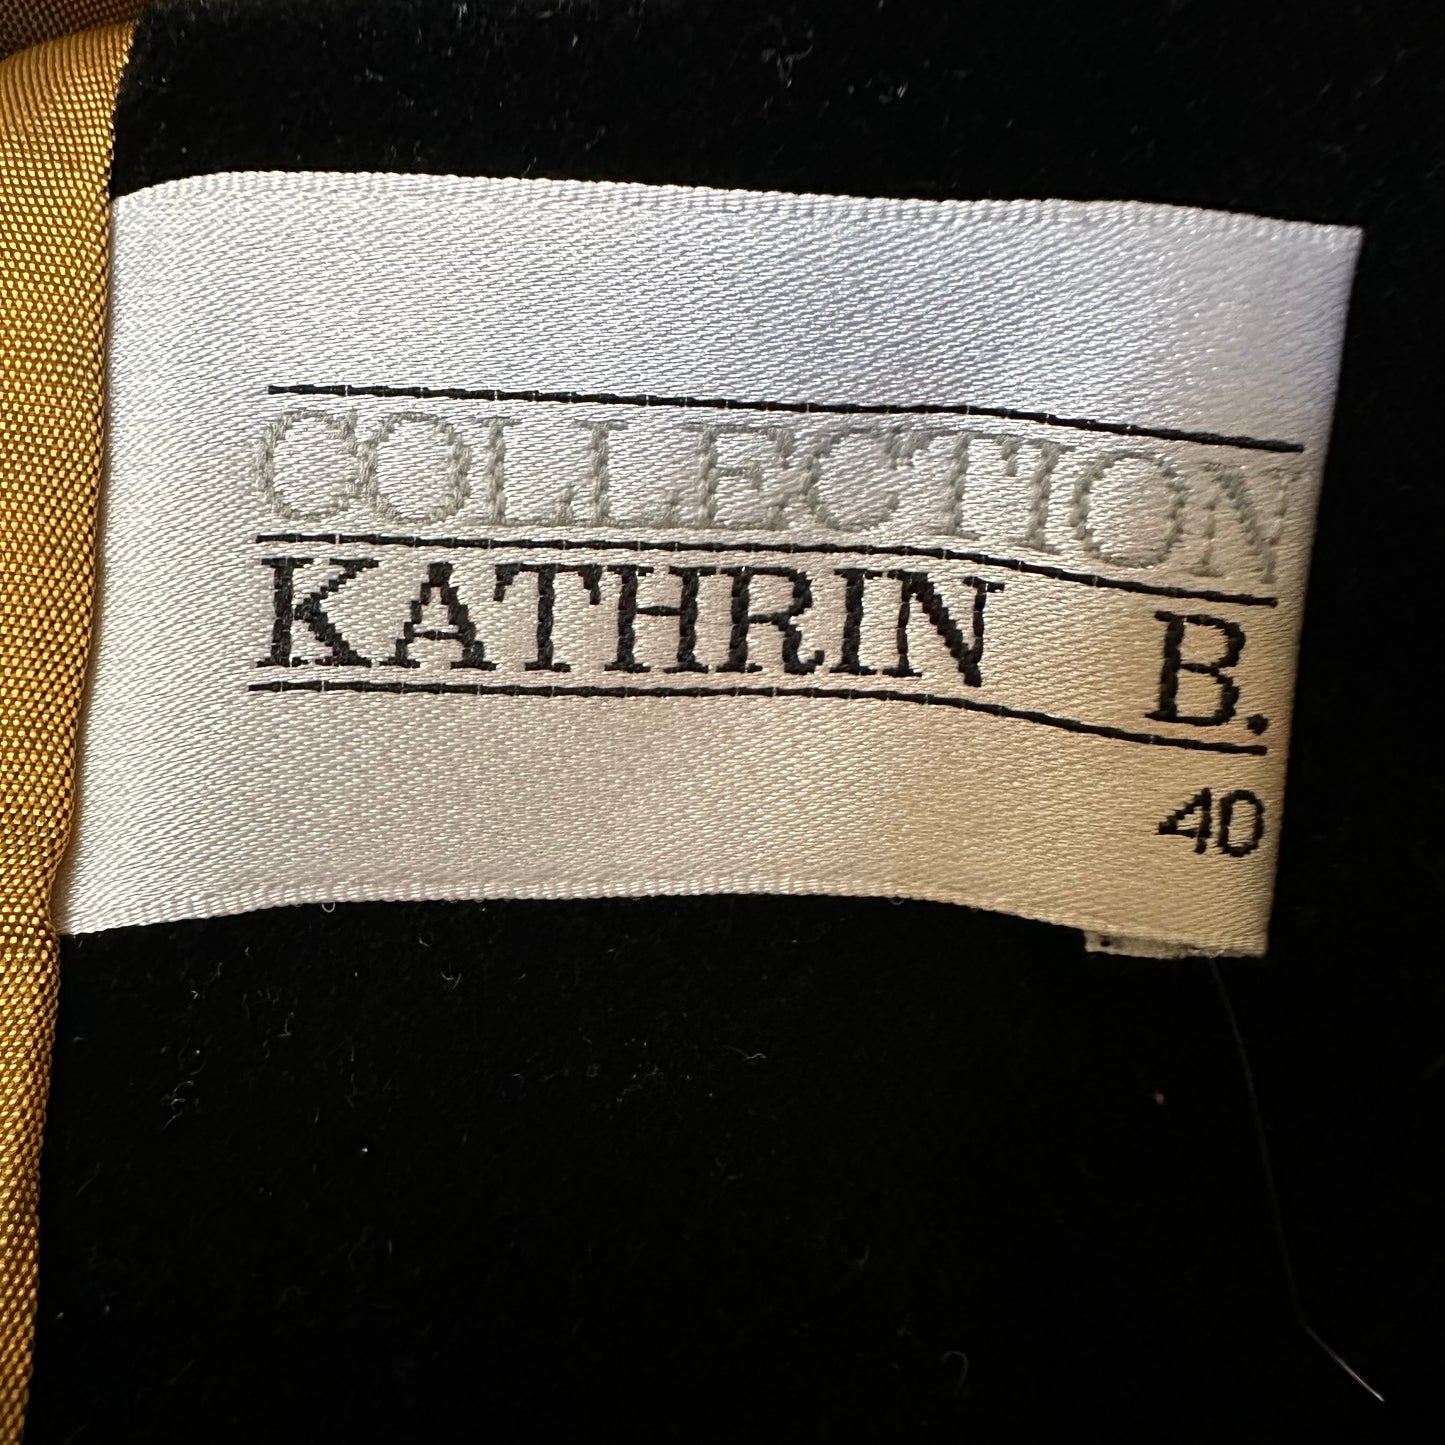 COLLECTION
KATHRIN B.
40